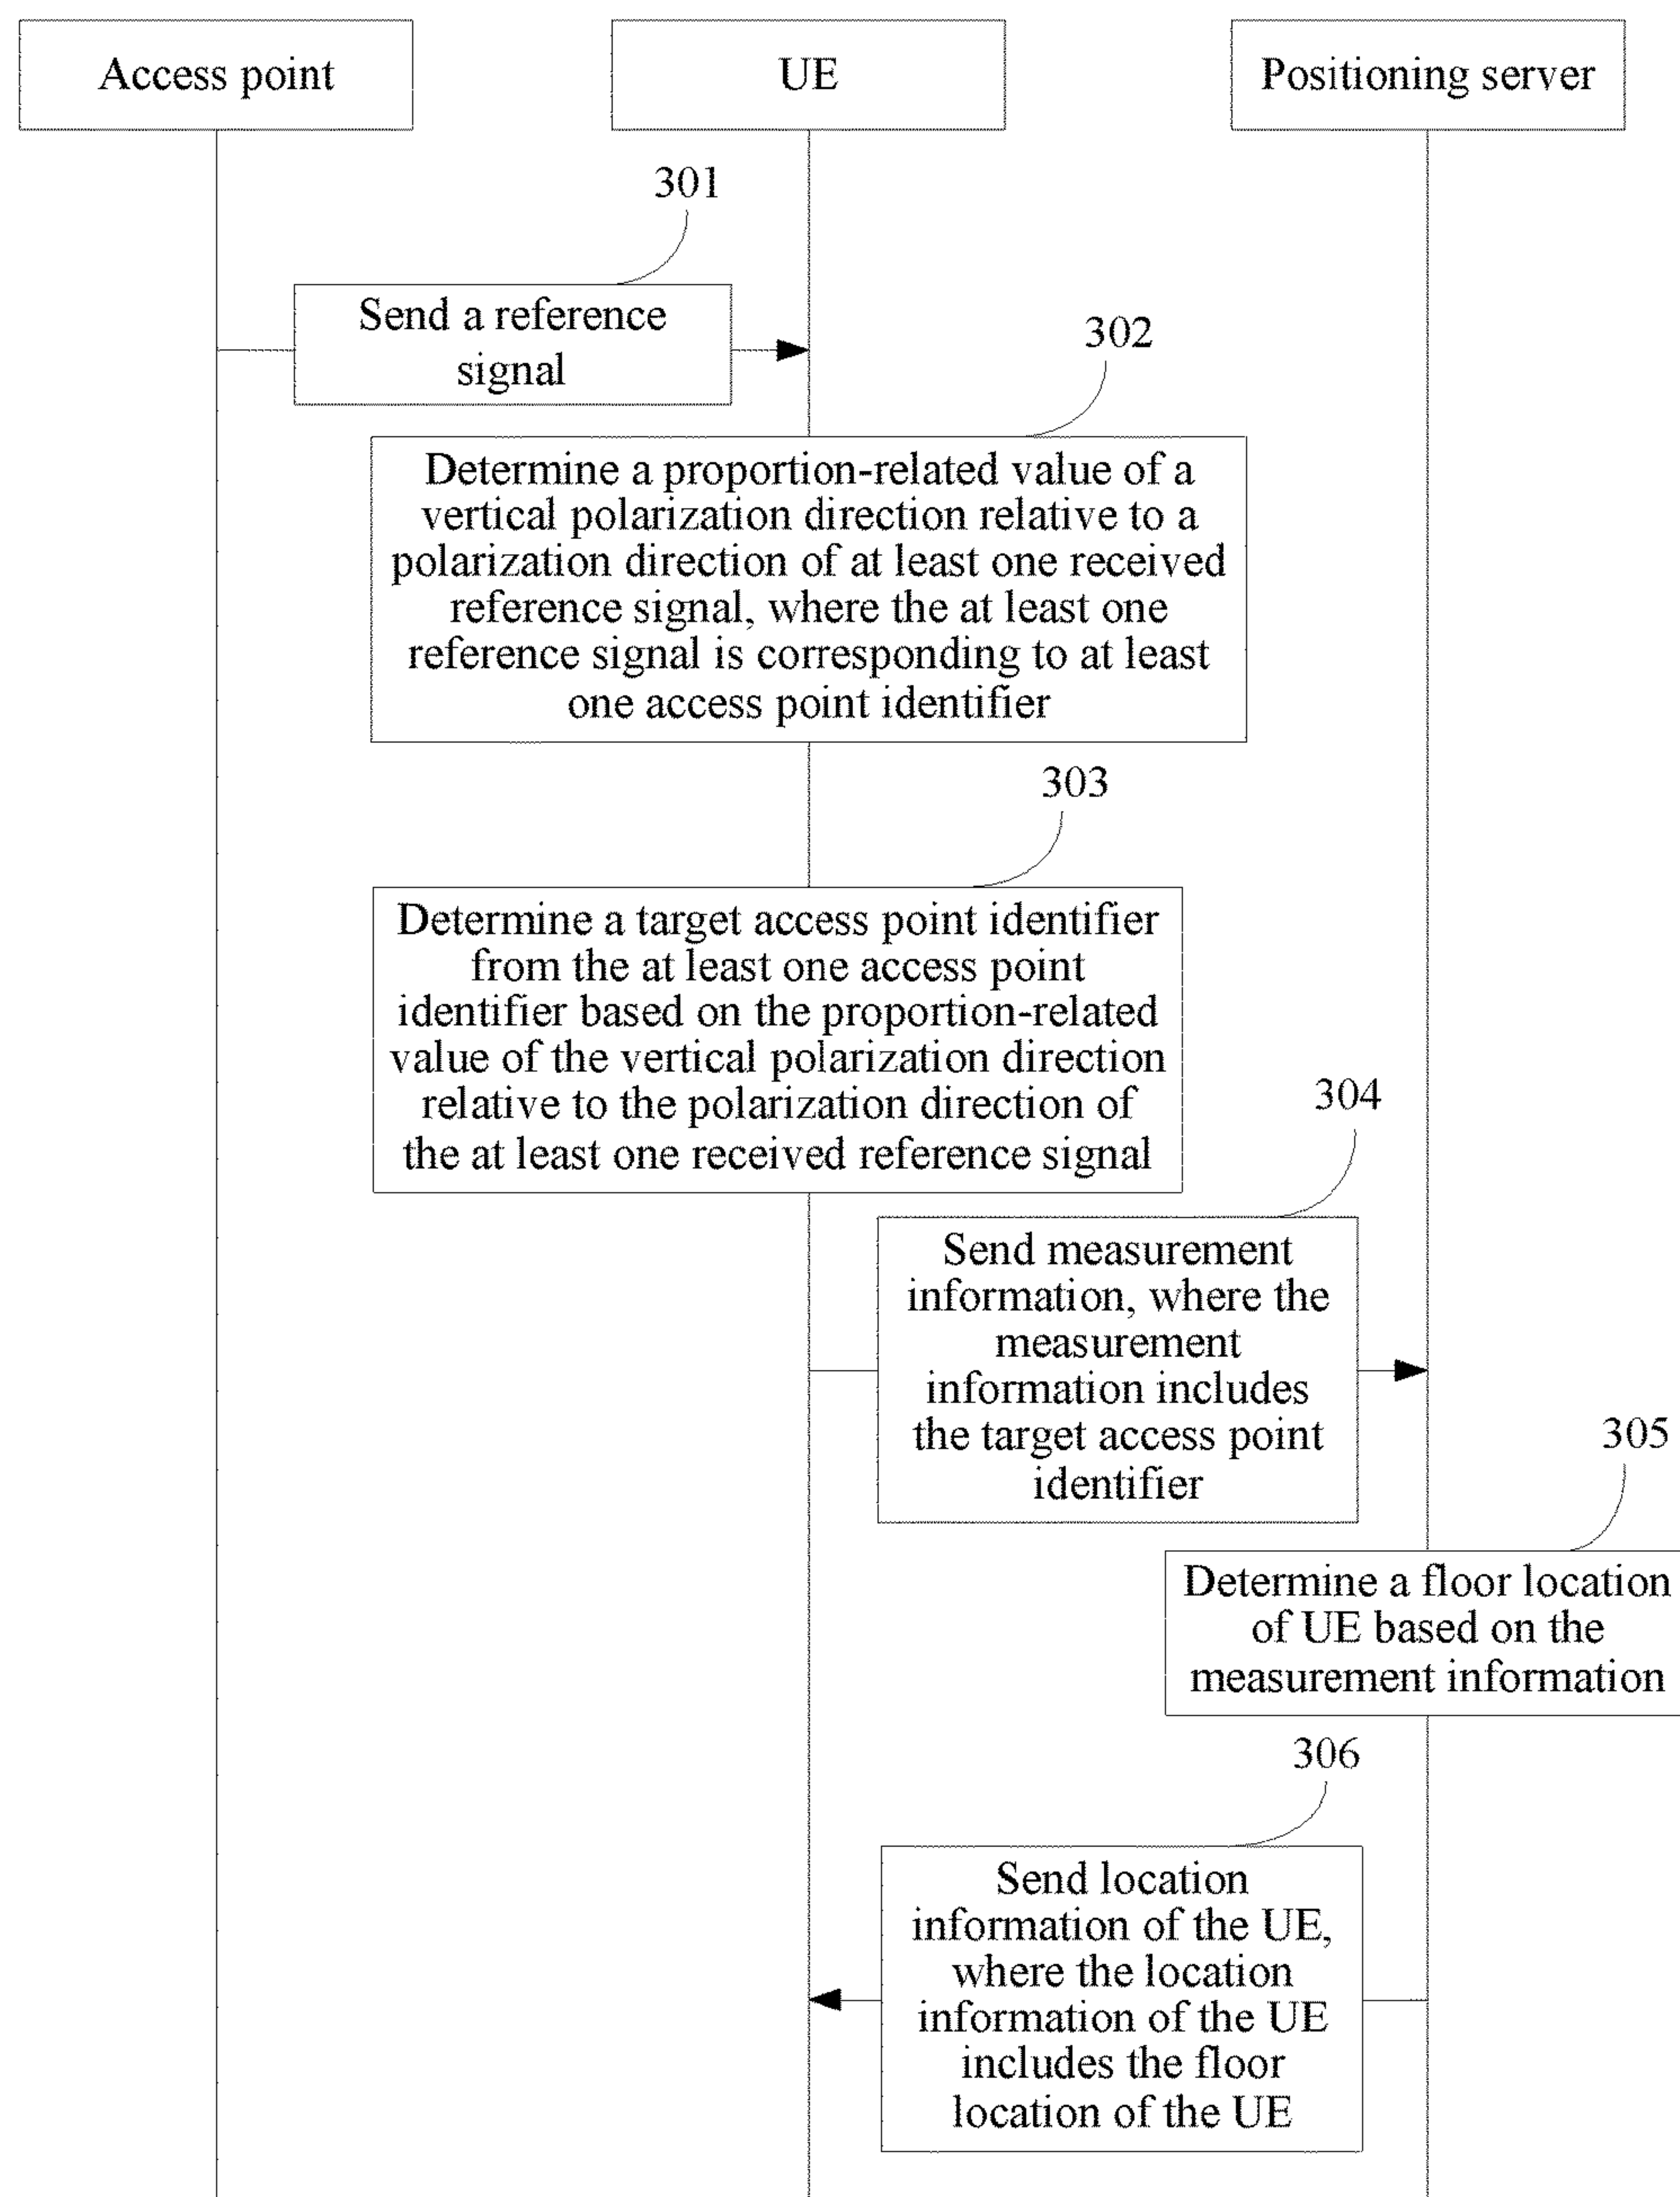 Access point
UE
Positioning server
301
Send a reference
signal
302
Determine a proportion-related value of a
vertical polarization direction relative to a
polarization direction of at least one received
reference signal, where the at least one
reference signal is corresponding to at least
one access point identifier
303
Determine a target access point identifier
from the at least one access point
identifier based on the proportion-related
value of the vertical polarization direction
relative to the polarization direction of
the at least one received reference signal
304
Send measurement
information, where the
measurement
information includes
the target access point
identifier
305
Determine a floor location
of UE based on the
measurement information
306
Send location
information of the UE,
where the location
information of the UE
includes the floor
location of the UE